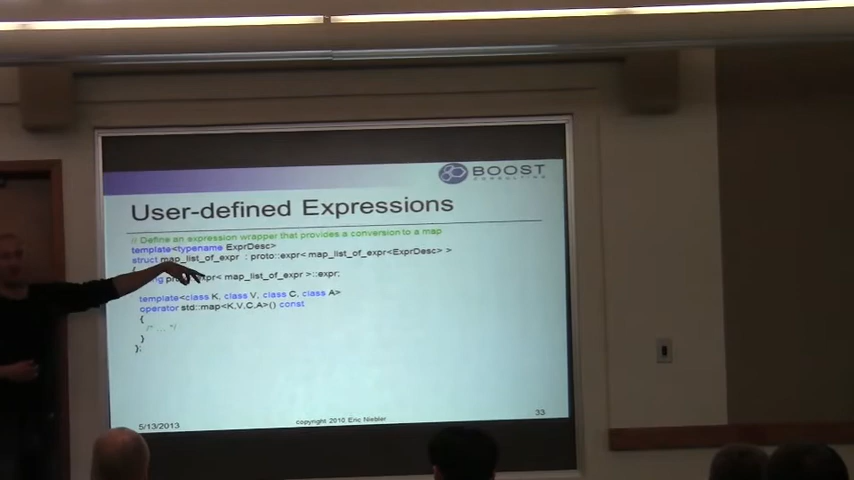 BOOST
CONSULTING
User-defined Expressions
// Define an expression wrapper that provides a conversion to a map
template<typename ExprDesc>
struct map_list_of_expr : proto::expr< map_list_of_expr<ExprDesc> >
{
expr< map_list_of_expr >::expr;
template<class K, class V, class C, class A>
operator std::map<K,V,C,A>() const
{
/* ... */
}
};
5/13/2013
copyright 2010 Eric Niebler
33